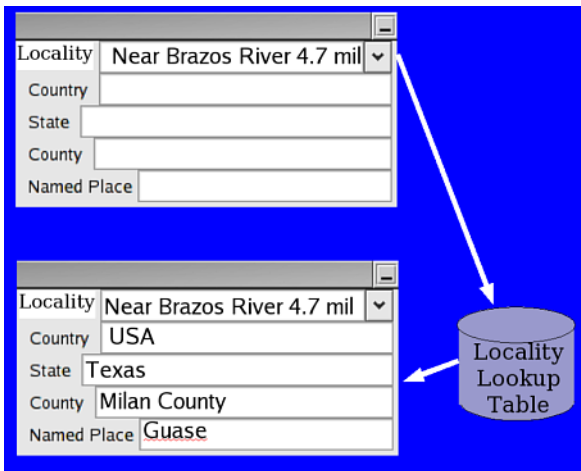 Locality Near Brazos River 4.7 mil
Country
State
County
Named Place
Locality Near Brazos River 4.7 mil
Country USA
State Texas
County Milan County
Named Place Guase
Locality
Lookup
Table